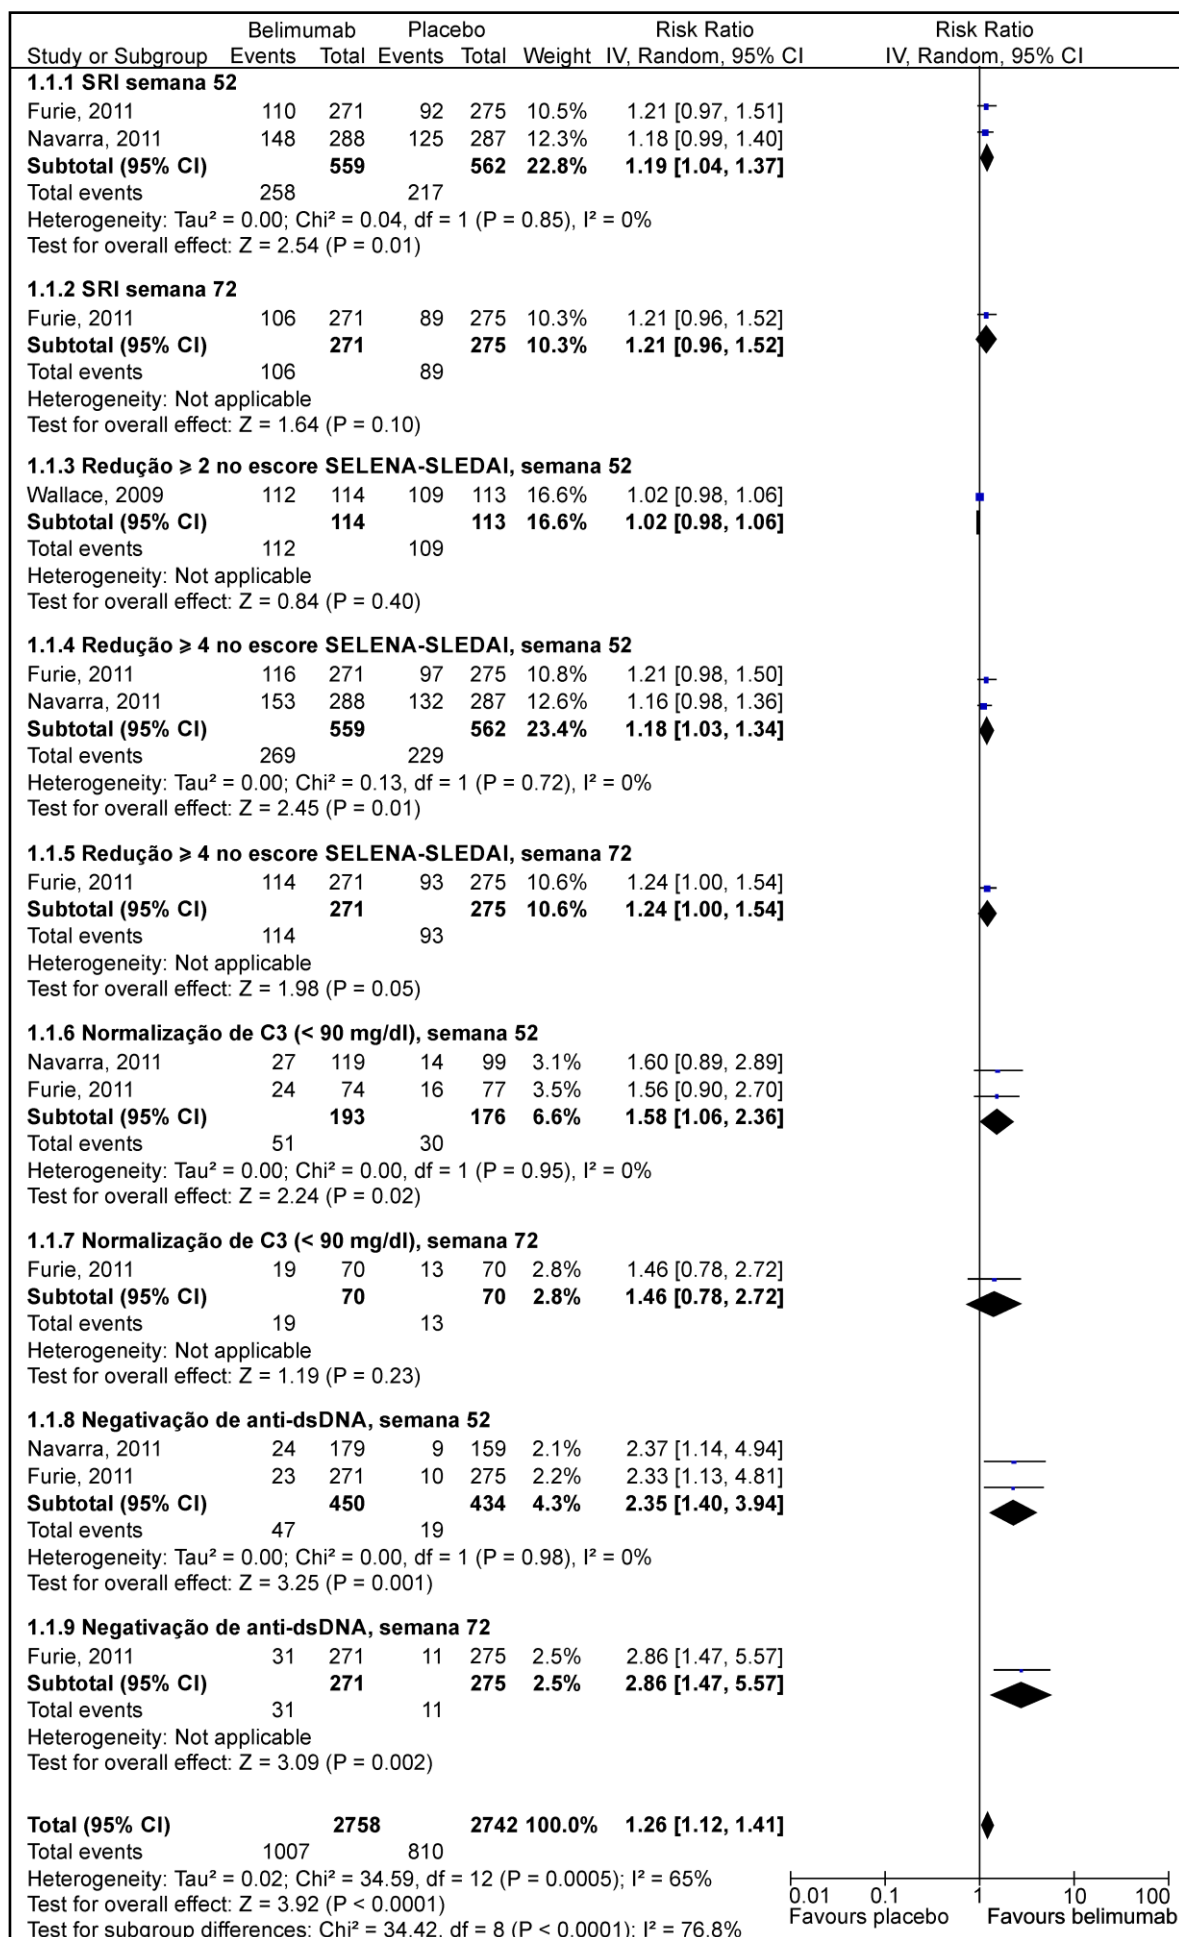 Belimumab Placebo Risk Ratio Risk Ratio
Study or Subgroup Events Total Events Total Weight IV, Random, 95% CI IV, Random, 95% CI
1.1.1 SRI semana 52
Furie, 2011 110 271 92 275 10.5% 1.21 [0.97, 1.51]
Navarra, 2011 148 288 125 287 12.3% 1.18 [0.99, 1.40]
Subtotal (95% CI) 559 562 22.8% 1.19 [1.04, 1.37]
Total events 258 217
Heterogeneity: Tau² = 0.00; Chi² = 0.04, df = 1 (P = 0.85), I² = 0%
Test for overall effect: Z = 2.54 (P = 0.01)
1.1.2 SRI semana 72
Furie, 2011 106 271 89 275 10.3% 1.21 [0.96, 1.52]
Subtotal (95% CI) 271 275 10.3% 1.21 [0.96, 1.52]
Total events 106 89
Heterogeneity: Not applicable
Test for overall effect: Z = 1.64 (P = 0.10)
1.1.3 Redução ⩾ 2 no escore SELENA-SLEDAI, semana 52
Wallace, 2009 112 114 109 113 16.6% 1.02 [0.98, 1.06]
Subtotal (95% CI) 114 113 16.6% 1.02 [0.98, 1.06]
Total events 112 109
Heterogeneity: Not applicable
Test for overall effect: Z = 0.84 (P = 0.40)
1.1.4 Redução ⩾ 4 no escore SELENA-SLEDAI, semana 52
Furie, 2011 116 271 97 275 10.8% 1.21 [0.98, 1.50]
Navarra, 2011 153 288 132 287 12.6% 1.16 [0.98, 1.36]
Subtotal (95% CI) 559 562 23.4% 1.18 [1.03, 1.34]
Total events 269 229
Heterogeneity: Tau² = 0.00; Chi² = 0.13, df = 1 (P = 0.72), I² = 0%
Test for overall effect: Z = 2.45 (P = 0.01)
1.1.5 Redução ⩾ 4 no escore SELENA-SLEDAI, semana 72
Furie, 2011 114 271 93 275 10.6% 1.24 [1.00, 1.54]
Subtotal (95% CI) 271 275 10.6% 1.24 [1.00, 1.54]
Total events 114 93
Heterogeneity: Not applicable
Test for overall effect: Z = 1.98 (P = 0.05)
1.1.6 Normalização de C3 (< 90 mg/dl), semana 52
Navarra, 2011 27 119 14 99 3.1% 1.60 [0.89, 2.89]
Furie, 2011 24 74 16 77 3.5% 1.56 [0.90, 2.70]
Subtotal (95% CI) 193 176 6.6% 1.58 [1.06, 2.36]
Total events 51 30
Heterogeneity: Tau² = 0.00; Chi² = 0.00, df = 1 (P = 0.95), I² = 0%
Test for overall effect: Z = 2.24 (P = 0.02)
1.1.7 Normalização de C3 (< 90 mg/dl), semana 72
Furie, 2011 19 70 13 70 2.8% 1.46 [0.78, 2.72]
Subtotal (95% CI) 70 70 2.8% 1.46 [0.78, 2.72]
Total events 19 13
Heterogeneity: Not applicable
Test for overall effect: Z = 1.19 (P = 0.23)
1.1.8 Negativação de anti-dsDNA, semana 52
Navarra, 2011 24 179 9 159 2.1% 2.37 [1.14, 4.94]
Furie, 2011 23 271 10 275 2.2% 2.33 [1.13, 4.81]
Subtotal (95% CI) 450 434 4.3% 2.35 [1.40, 3.94]
Total events 47 19
Heterogeneity: Tau² = 0.00; Chi² = 0.00, df = 1 (P = 0.98), I² = 0%
Test for overall effect: Z = 3.25 (P = 0.001)
1.1.9 Negativação de anti-dsDNA, semana 72
Furie, 2011 31 271 11 275 2.5% 2.86 [1.47, 5.57]
Subtotal (95% CI) 271 275 2.5% 2.86 [1.47, 5.57]
Total events 31 11
Heterogeneity: Not applicable
Test for overall effect: Z = 3.09 (P = 0.002)
Total (95% CI) 2758 2742 100.0% 1.26 [1.12, 1.41]
Total events 1007 810
Heterogeneity: Tau² = 0.02; Chi² = 34.59, df = 12 (P = 0.0005); I² = 65%
Test for overall effect: Z = 3.92 (P < 0.0001)
Test for subgroup differences: Chi² = 34.42, df = 8 (P < 0.0001); I² = 76.8%
0.01 0.1 1 10 100
Favours placebo Favours belimumab